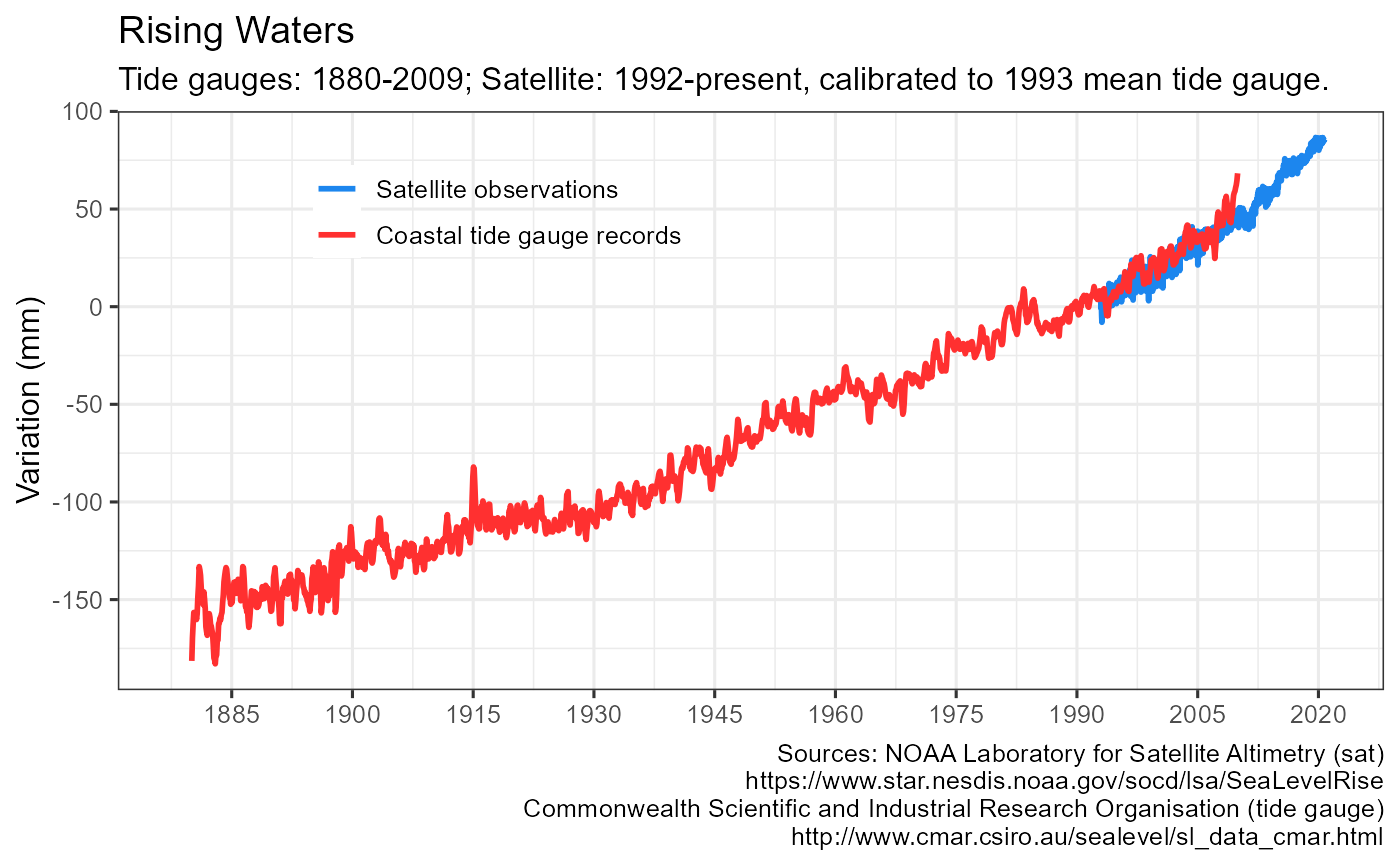 Rising Waters
Tide gauges: 1880-2009; Satellite: 1992-present, calibrated to 1993 mean tide gauge.
100
50
0
-50
-100
-150
Variation (mm)
Satellite observations
Coastal tide gauge records
1885 1900 1915 1930 1945 1960 1975 1990 2005 2020
Sources: NOAA Laboratory for Satellite Altimetry (sat)
https://www.star.nesdis.noaa.gov/socd/lsa/SeaLevelRise
Commonwealth Scientific and Industrial Research Organisation (tide gauge)
http://www.cmar.csiro.au/sealevel/sl_data_cmar.html